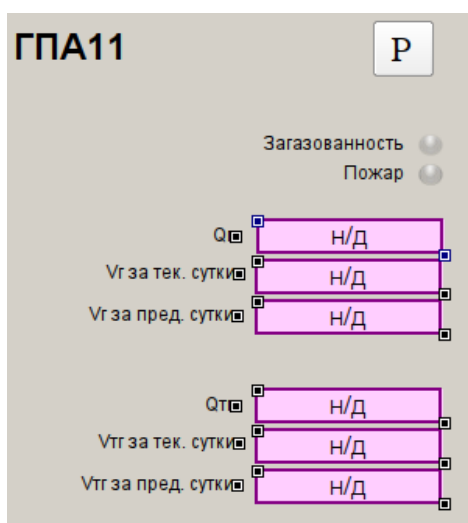 ГПА11
Р
Загазованность
Пожар
Q Н/Д
Vг за тек. сутки Н/Д
Vг за пред. сутки Н/Д
Qт Н/Д
Vтг за тек. сутки Н/Д
Vтг за пред. сутки Н/Д